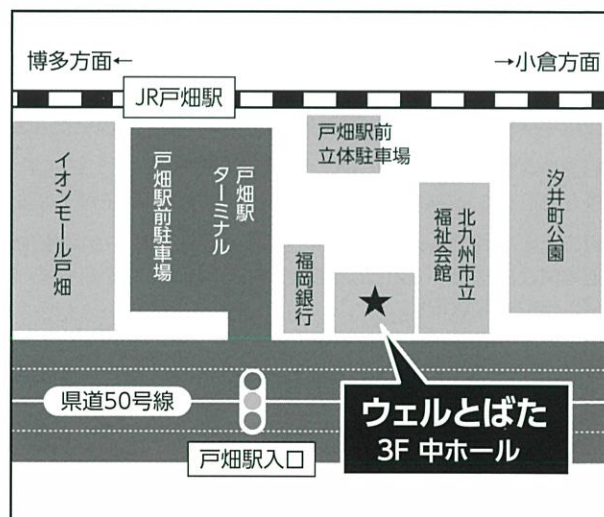 博多方面←
→小倉方面
JR戸畑駅
戸畑駅前
立体駐車場
イオンモール戸畑
戸畑駅前駐車場
戸畑駅
ターミナル
福岡銀行
北九州市立
福祉会館
汐井町公園
★
県道50号線
ウェルとばた
3F 中ホール
戸畑駅入口